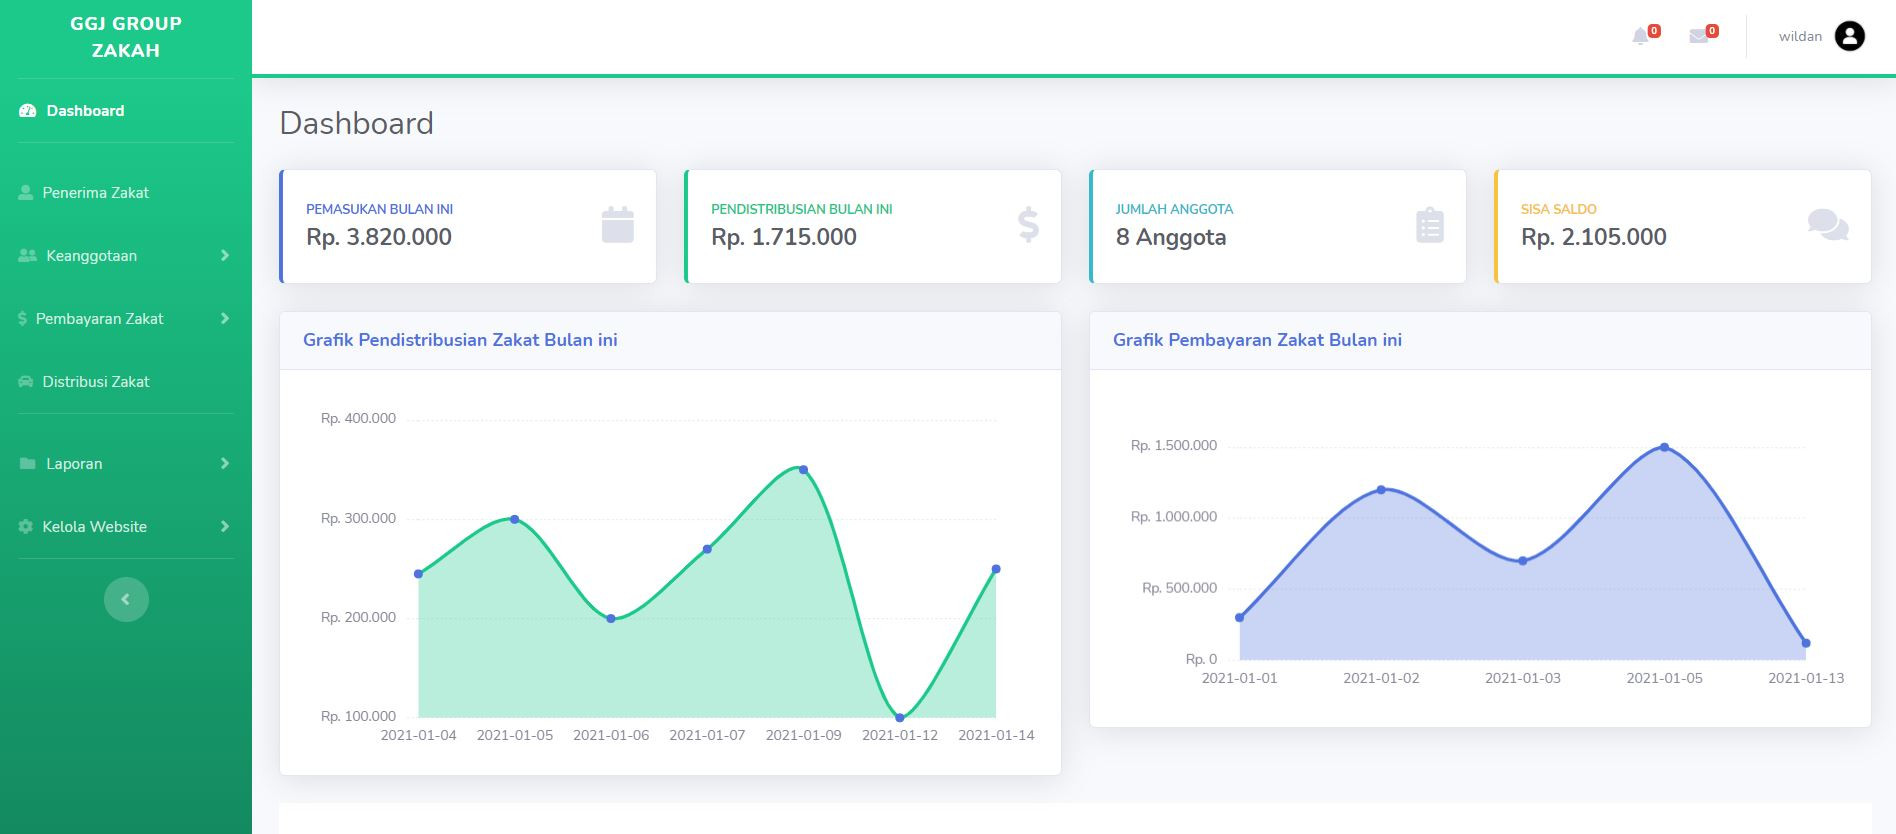 GGJ GROUP
ZAKAH
Dashboard
Penerima Zakat
Keanggotaan
Pembayaran Zakat
Distribusi Zakat
Laporan
Kelola Website
0
0
wildan
Dashboard
PEMASUKAN BULAN INI
Rp. 3.820.000
PENDISTRIBUSIAN BULAN INI
Rp. 1.715.000
JUMLAH ANGGOTA
8 Anggota
SISA SALDO
Rp. 2.105.000
Grafik Pendistribusian Zakat Bulan ini
Rp. 400.000
Rp. 300.000
Rp. 200.000
Rp. 100.000
2021-01-04 2021-01-05 2021-01-06 2021-01-07 2021-01-09 2021-01-12 2021-01-14
Grafik Pembayaran Zakat Bulan ini
Rp. 1.500.000
Rp. 1.000.000
Rp. 500.000
Rp. 0
2021-01-01 2021-01-02 2021-01-03 2021-01-05 2021-01-13